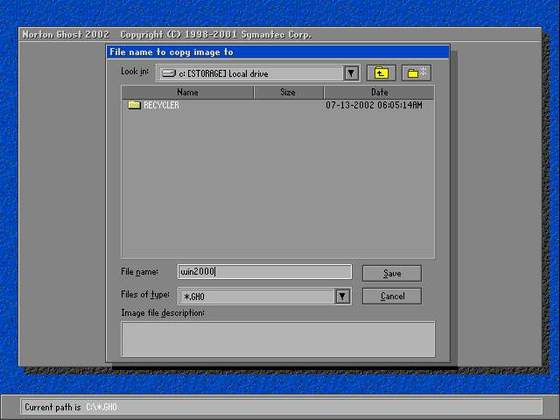 Norton Ghost 2002   Copyright (C) 1998-2001 Symantec Corp.
File name to copy image to
Look in: c: [STORAGE] Local drive
Name Size Date
RECYCLER 07-13-2002 06:05:14AM
File name: win2000 Save
Files of type: *.GHO Cancel
Image file description:
Current path is C:\*.GHO